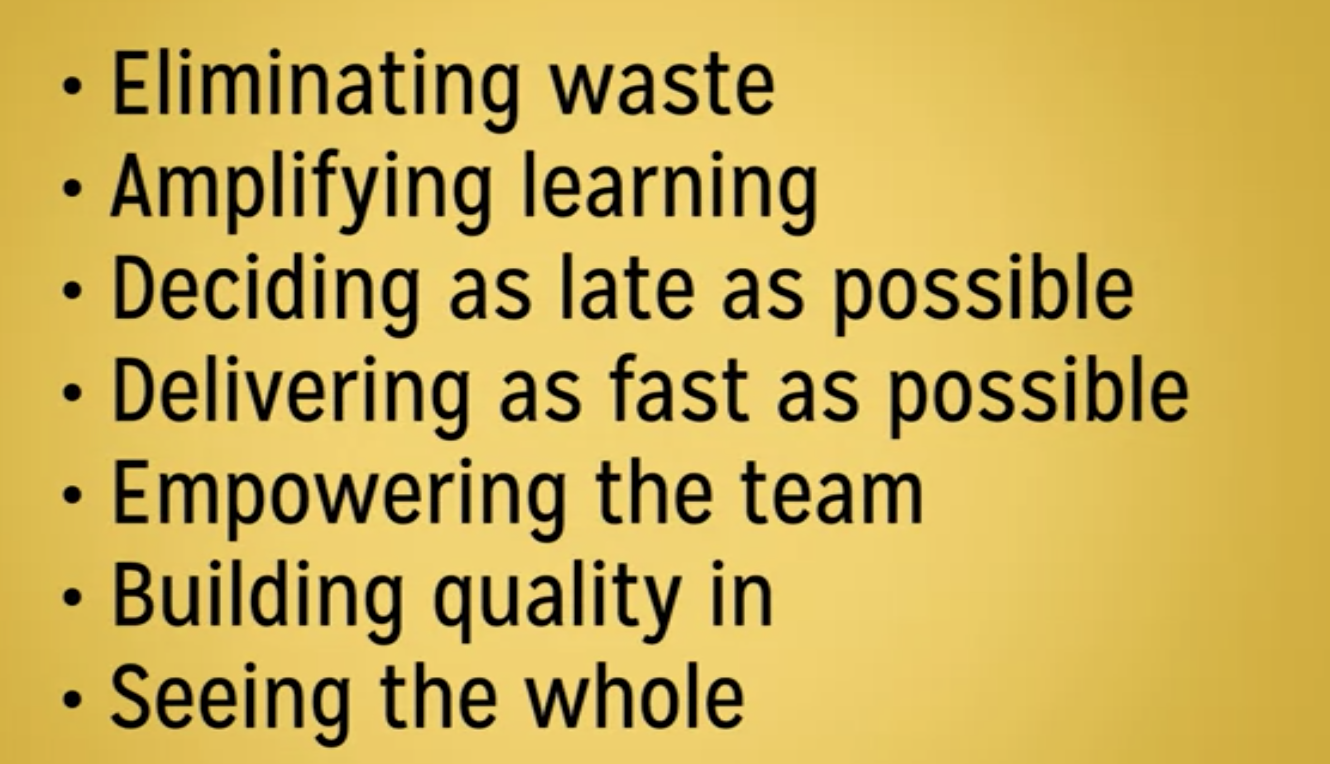 • Eliminating waste
• Amplifying learning
• Deciding as late as possible
• Delivering as fast as possible
• Empowering the team
• Building quality in
• Seeing the whole